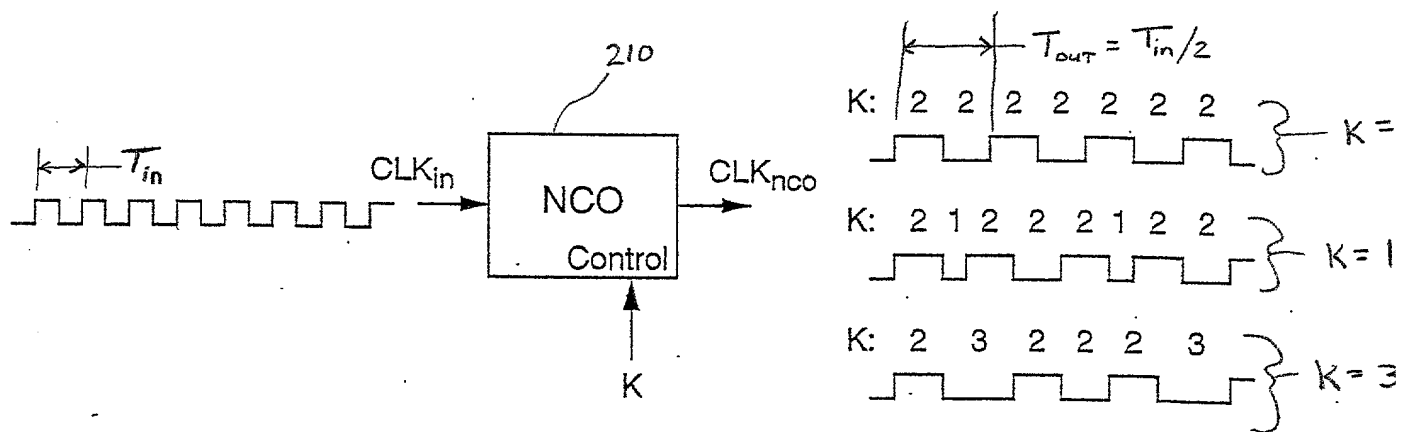 210
T_out = T_in/2
K: 2 2 2 2 2 2 2
K =
T_in
CLK_in
NCO
Control
CLK_nco
K: 2 1 2 2 2 1 2 2
K = 1
K: 2 3 2 2 2 3
K = 3
K